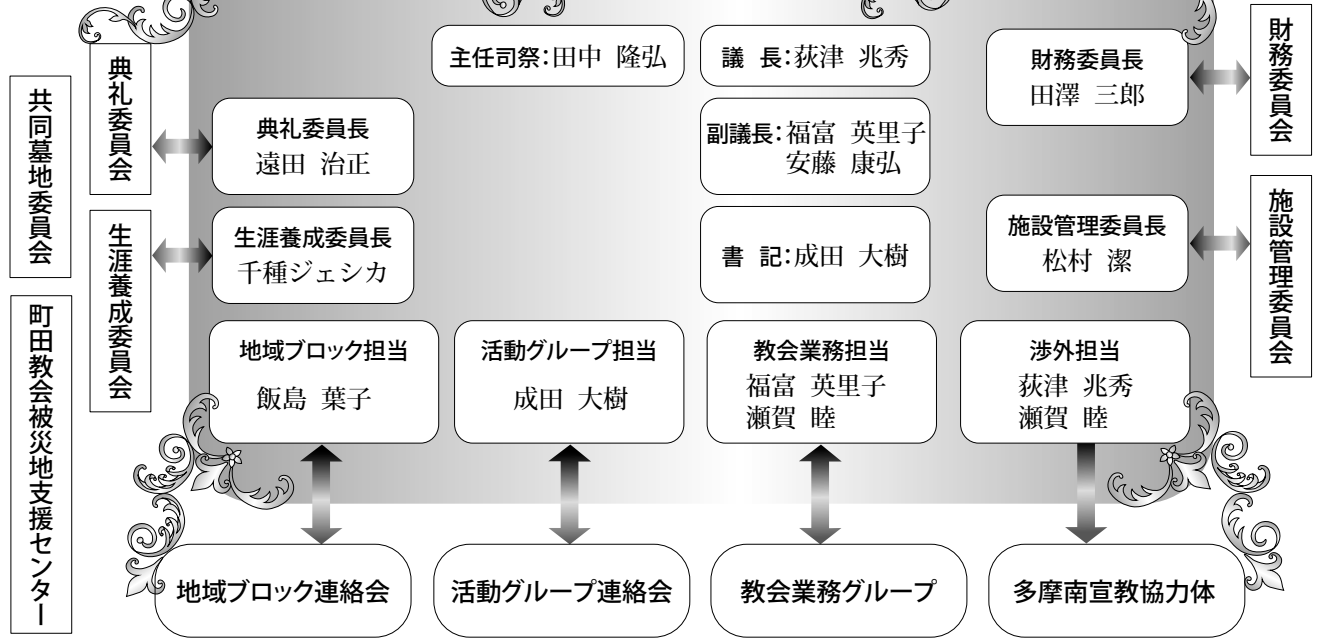 共同墓地委員会
町田教会被災地支援センター
典礼委員会
生涯養成委員会
主任司祭:田中 隆弘
議 長:荻津 兆秀
財務委員長
田澤 三郎
財務委員会
典礼委員長
遠田 治正
副議長:福富 英里子
安藤 康弘
生涯養成委員長
千種ジェシカ
書 記:成田 大樹
施設管理委員長
松村 潔
施設管理委員会
地域ブロック担当
飯島 葉子
活動グループ担当
成田 大樹
教会業務担当
福富 英里子
瀬賀 睦
渉外担当
荻津 兆秀
瀬賀 睦
地域ブロック連絡会
活動グループ連絡会
教会業務グループ
多摩南宣教協力体